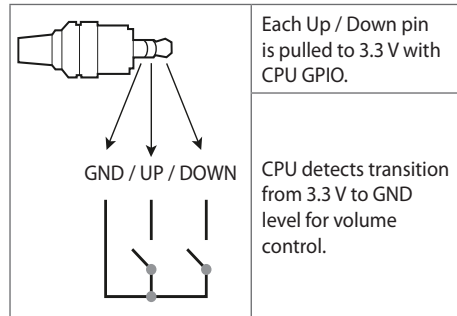 Each Up / Down pin
is pulled to 3.3 V with
CPU GPIO.
GND / UP / DOWN
CPU detects transition
from 3.3 V to GND
level for volume
control.